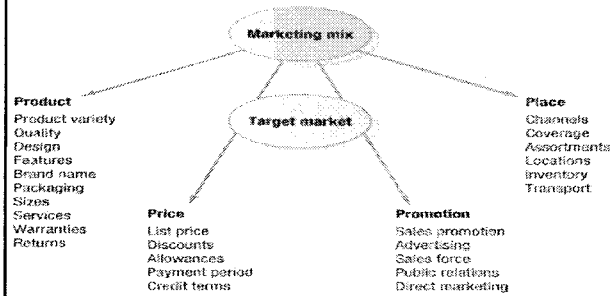 Marketing mix
Target market
Product
Product variety
Quality
Design
Features
Brand name
Packaging
Sizes
Services
Warranties
Returns
Price
List price
Discounts
Allowances
Payment period
Credit terms
Promotion
Sales promotion
Advertising
Sales force
Public relations
Direct marketing
Place
Channels
Coverage
Assortments
Locations
Inventory
Transport